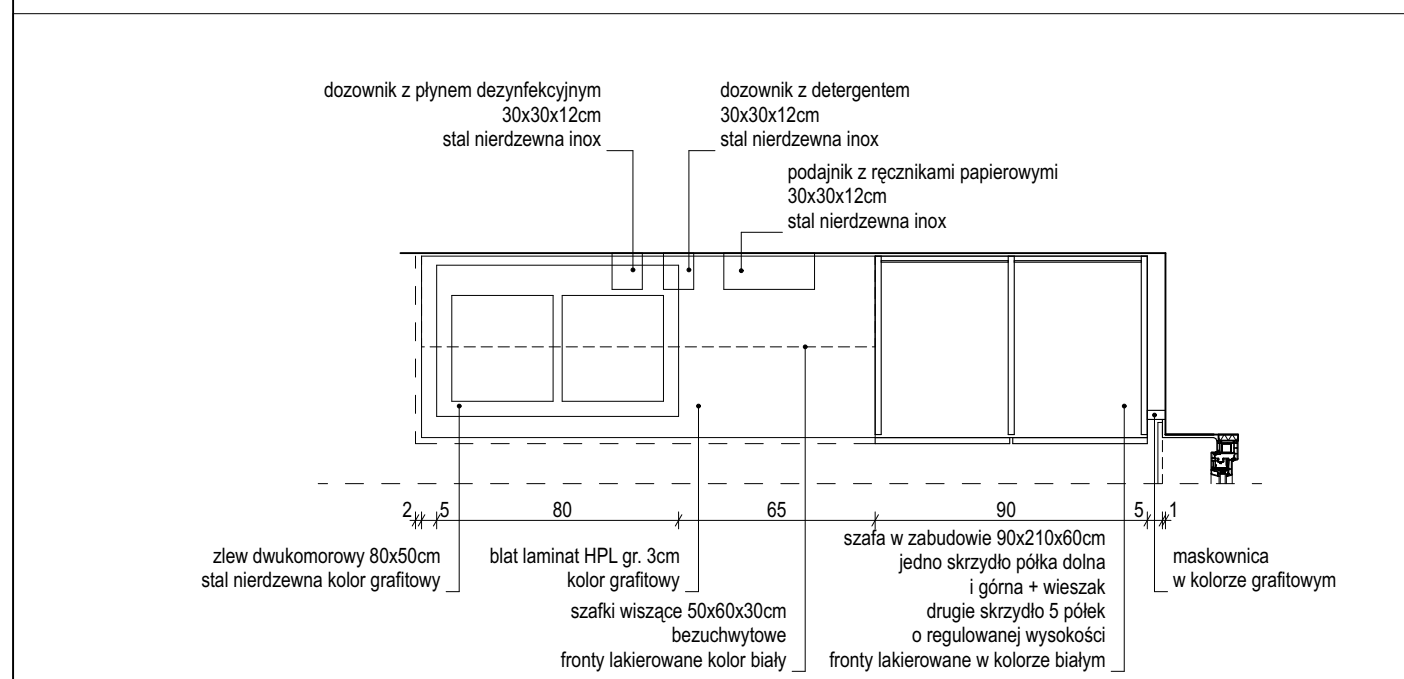 dozownik z płynem dezynfekcyjnym
30x30x12cm
stal nierdzewna inox
dozownik z detergentem
30x30x12cm
stal nierdzewna inox
podajnik z ręcznikami papierowymi
30x30x12cm
stal nierdzewna inox
2 5 80 65 90 5 1
zlew dwukomorowy 80x50cm
stal nierdzewna kolor grafitowy
blat laminat HPL gr. 3cm
kolor grafitowy
szafki wiszące 50x60x30cm
bezuchwytowe
fronty lakierowane kolor biały
szafa w zabudowie 90x210x60cm
jedno skrzydło półka dolna
i górna + wieszak
drugie skrzydło 5 półek
o regulowanej wysokości
fronty lakierowane w kolorze białym
maskownica
w kolorze grafitowym